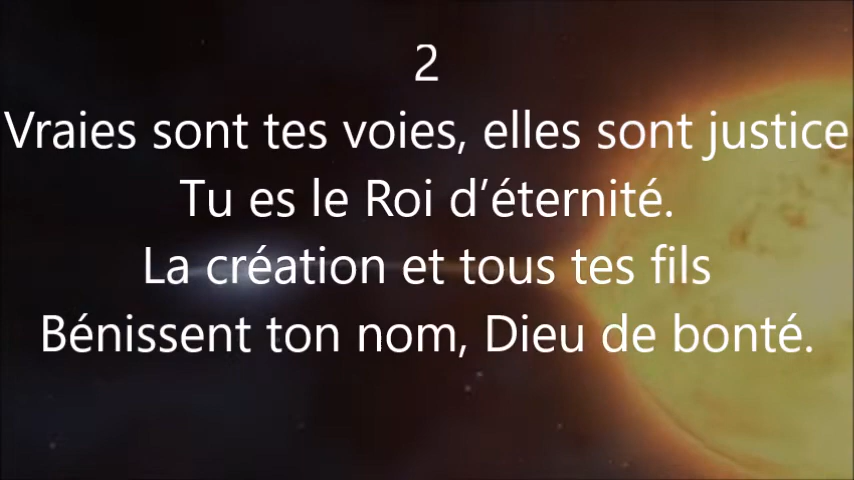 2
Vraies sont tes voies, elles sont justice
Tu es le Roi d’éternité.
La création et tous tes fils
Bénissent ton nom, Dieu de bonté.